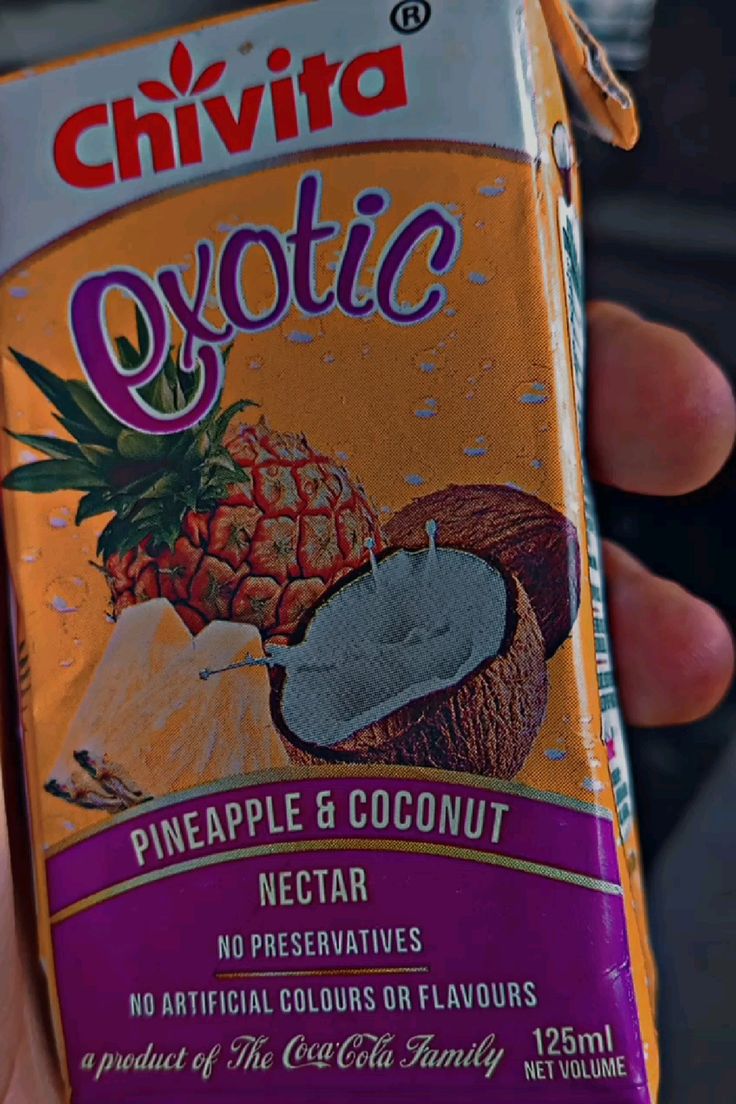 Chivita®
exotic
PINEAPPLE & COCONUT
NECTAR
NO PRESERVATIVES
NO ARTIFICIAL COLOURS OR FLAVOURS
a product of The Coca-Cola Family
125ml
NET VOLUME